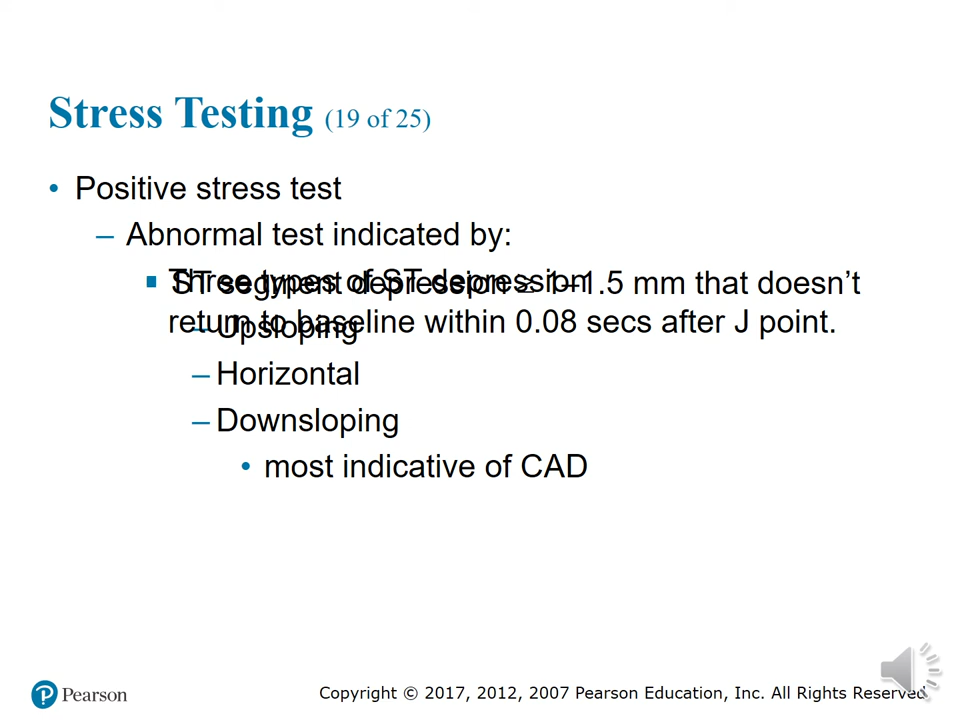 Stress Testing (19 of 25)
• Positive stress test
– Abnormal test indicated by:
▪ ST segment depression ≥ 1–1.5 mm that doesn’t
return to baseline within 0.08 secs after J point.
Three types of ST depression
– Upsloping
– Horizontal
– Downsloping
• most indicative of CAD
Pearson
Copyright © 2017, 2012, 2007 Pearson Education, Inc. All Rights Reserved